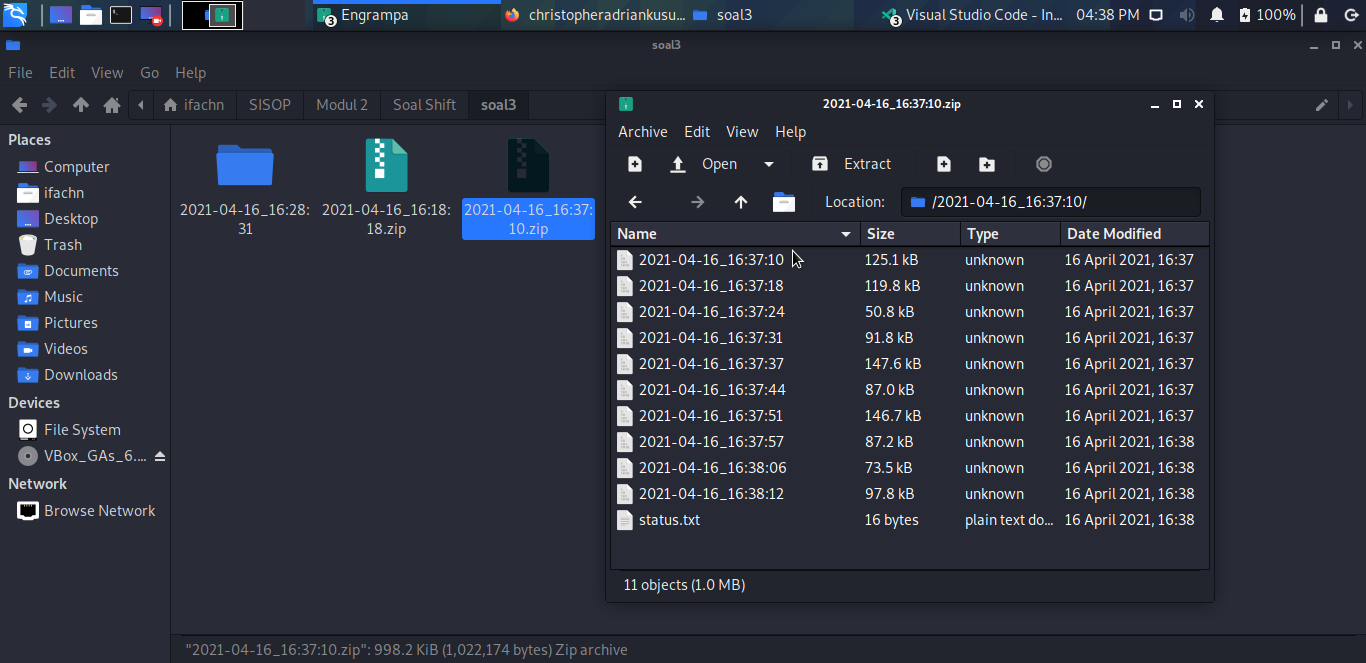 Engrampa
christopheradriankusu...
soal3
Visual Studio Code - In...
04:38 PM
100%
soal3
File Edit View Go Help
ifachn SISOP Modul 2 Soal Shift soal3
Places
Computer
ifachn
Desktop
Trash
Documents
Music
Pictures
Videos
Downloads
Devices
File System
VBox_GAs_6....
Network
Browse Network
2021-04-16_16:28:
31
2021-04-16_16:18:
18.zip
2021-04-16_16:37:
10.zip
2021-04-16_16:37:10.zip
Archive Edit View Help
Open Extract
Location: /2021-04-16_16:37:10/
Name Size Type Date Modified
2021-04-16_16:37:10 125.1 kB unknown 16 April 2021, 16:37
2021-04-16_16:37:18 119.8 kB unknown 16 April 2021, 16:37
2021-04-16_16:37:24 50.8 kB unknown 16 April 2021, 16:37
2021-04-16_16:37:31 91.8 kB unknown 16 April 2021, 16:37
2021-04-16_16:37:37 147.6 kB unknown 16 April 2021, 16:37
2021-04-16_16:37:44 87.0 kB unknown 16 April 2021, 16:37
2021-04-16_16:37:51 146.7 kB unknown 16 April 2021, 16:37
2021-04-16_16:37:57 87.2 kB unknown 16 April 2021, 16:38
2021-04-16_16:38:06 73.5 kB unknown 16 April 2021, 16:38
2021-04-16_16:38:12 97.8 kB unknown 16 April 2021, 16:38
status.txt 16 bytes plain text do... 16 April 2021, 16:38
11 objects (1.0 MB)
"2021-04-16_16:37:10.zip": 998.2 KiB (1,022,174 bytes) Zip archive